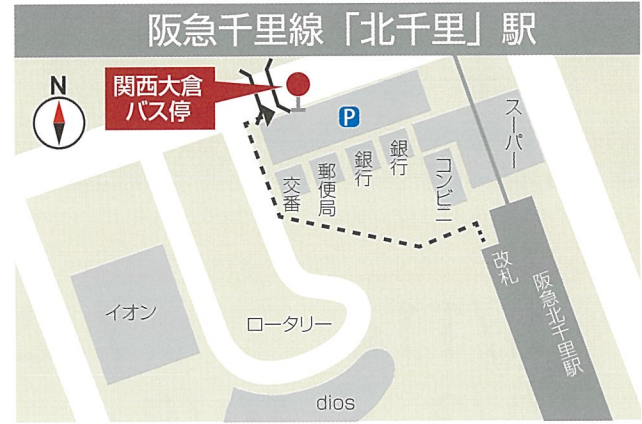 阪急千里線「北千里」駅
N
関西大倉
バス停
P
スーパー
交番
郵便局
銀行
銀行
コンビニ
改札
阪急北千里駅
イオン
ロータリー
dios